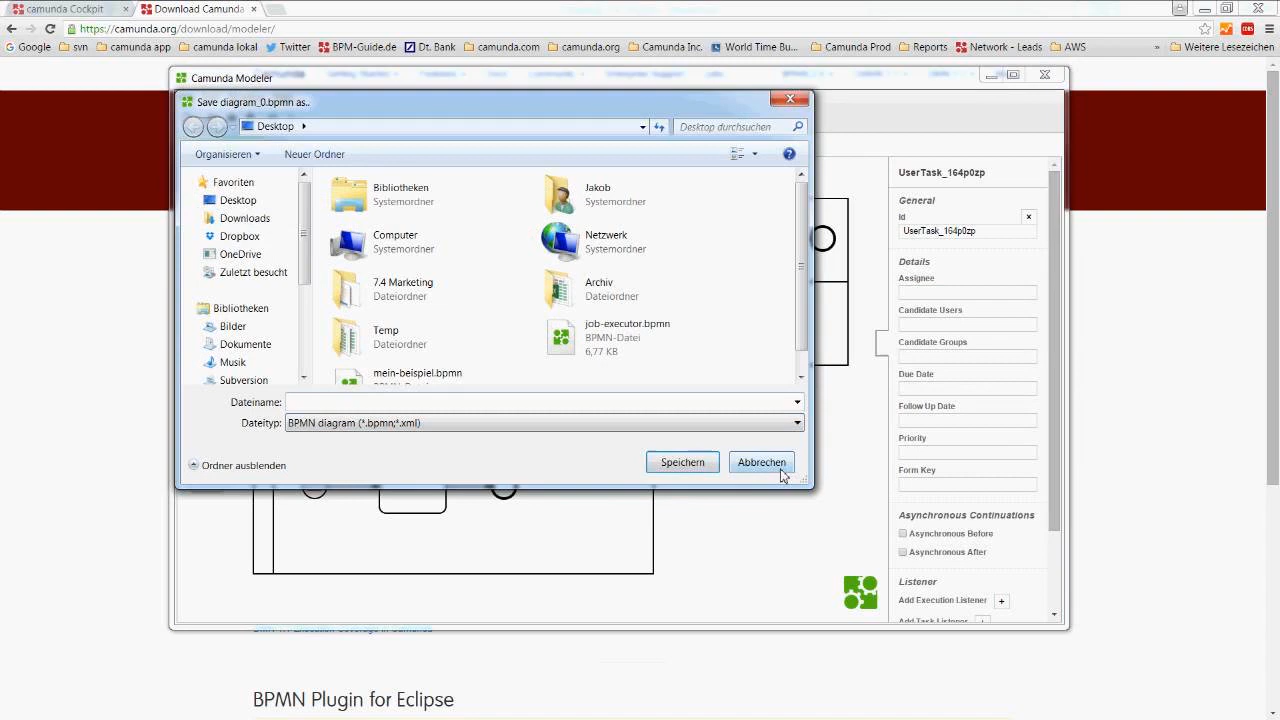 camunda Cockpit
Download Camunda
https://camunda.org/download/modeler/
Google svn camunda app camunda lokal Twitter BPM-Guide.de Dt. Bank camunda.com camunda.org Camunda Inc. World Time Bu... Camunda Prod Reports Network - Leads AWS » Weitere Lesezeichen
Camunda Modeler
Save diagram_0.bpmn as..
Desktop
Desktop durchsuchen
Organisieren
Neuer Ordner
Favoriten
Desktop
Downloads
Dropbox
OneDrive
Zuletzt besucht
Bibliotheken
Bilder
Dokumente
Musik
Subversion
Bibliotheken
Systemordner
Jakob
Systemordner
Computer
Systemordner
Netzwerk
Systemordner
7.4 Marketing
Dateiordner
Archiv
Dateiordner
Temp
Dateiordner
job-executor.bpmn
BPMN-Datei
6,77 KB
mein-beispiel.bpmn
Dateiname:
Dateityp: BPMN diagram (*.bpmn;*.xml)
Ordner ausblenden
Speichern
Abbrechen
UserTask_164p0zp
General
Id
UserTask_164p0zp
Details
Assignee
Candidate Users
Candidate Groups
Due Date
Follow Up Date
Priority
Form Key
Asynchronous Continuations
Asynchronous Before
Asynchronous After
Listener
Add Execution Listener +
Add Task Listener
BPMN Plugin for Eclipse